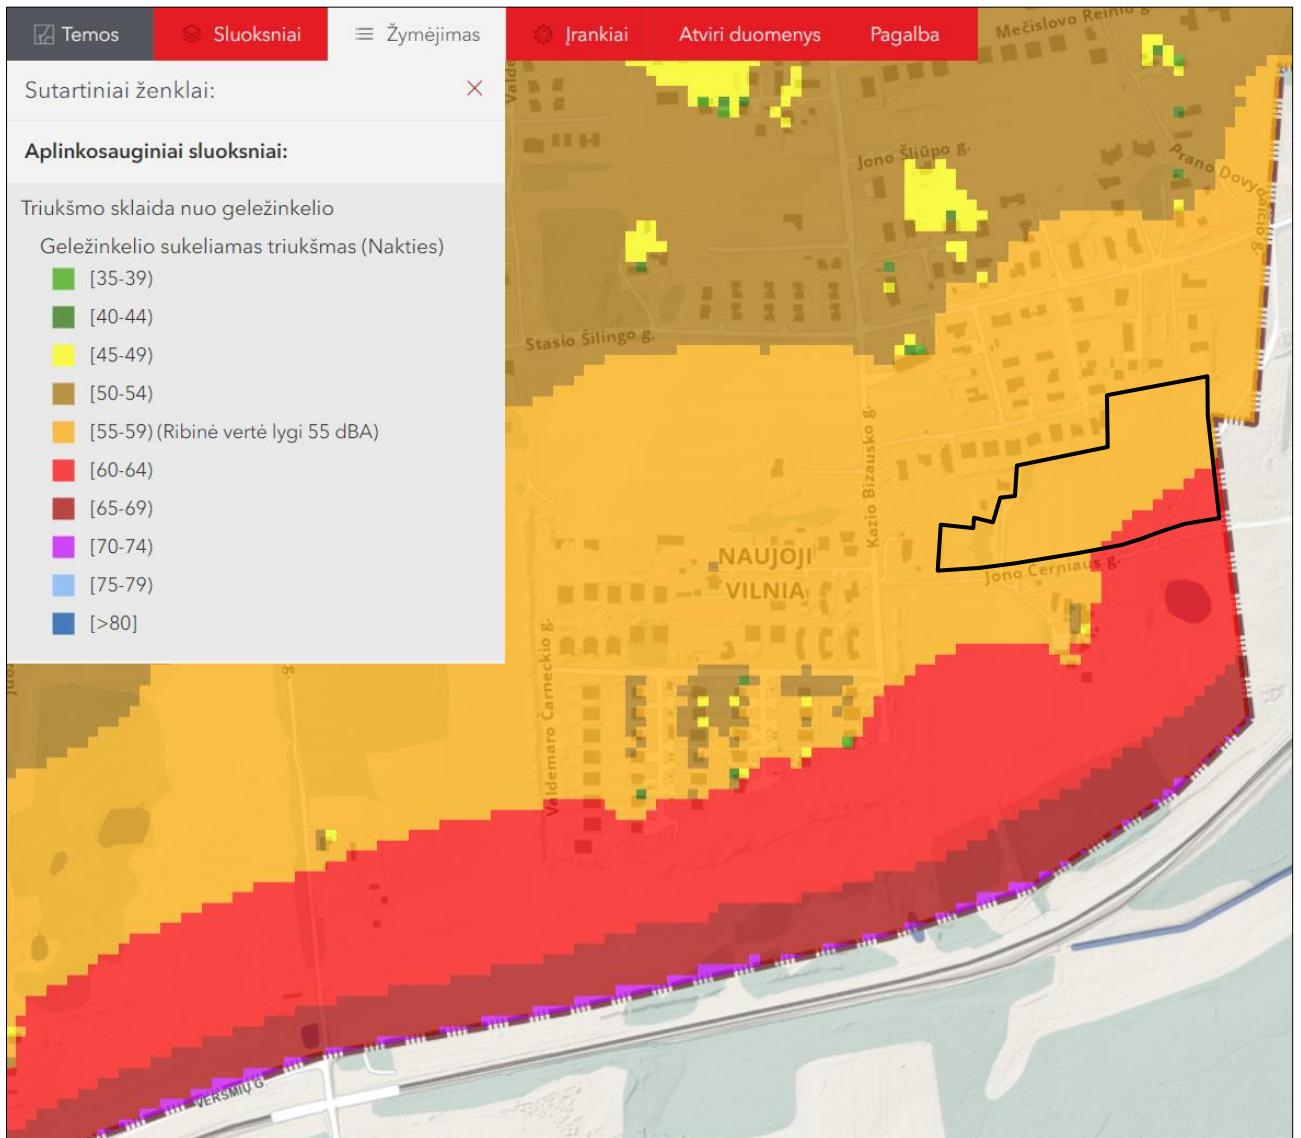 Temos
Sluoksniai
Žymėjimas
Įrankiai
Atviri duomenys
Pagalba
Sutartiniai ženklai:
Aplinkosauginiai sluoksniai:
Triukšmo sklaida nuo geležinkelio
Geležinkelio sukeliamas triukšmas (Nakties)
[35-39)
[40-44)
[45-49)
[50-54)
[55-59) (Ribinė vertė lygi 55 dBA)
[60-64)
[65-69)
[70-74)
[75-79)
[>80]
Mečislovo Reinio g.
Jono Šliūpo g.
Stasio Šilingo g.
Kazio Bizausko g.
NAUJOJI
VILNIA
Jono Černiaus g.
Valdemaro Čarneckio g.
VERSMIŲ G.